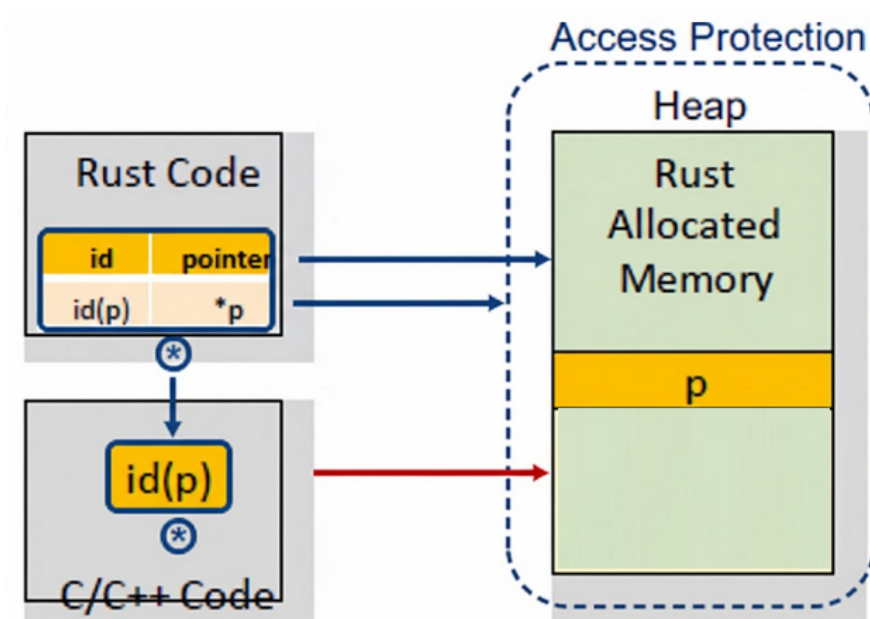 Access Protection
Heap
Rust Code
id pointer
id(p) *p
*
id(p)
*
C/C++ Code
Rust
Allocated
Memory
p